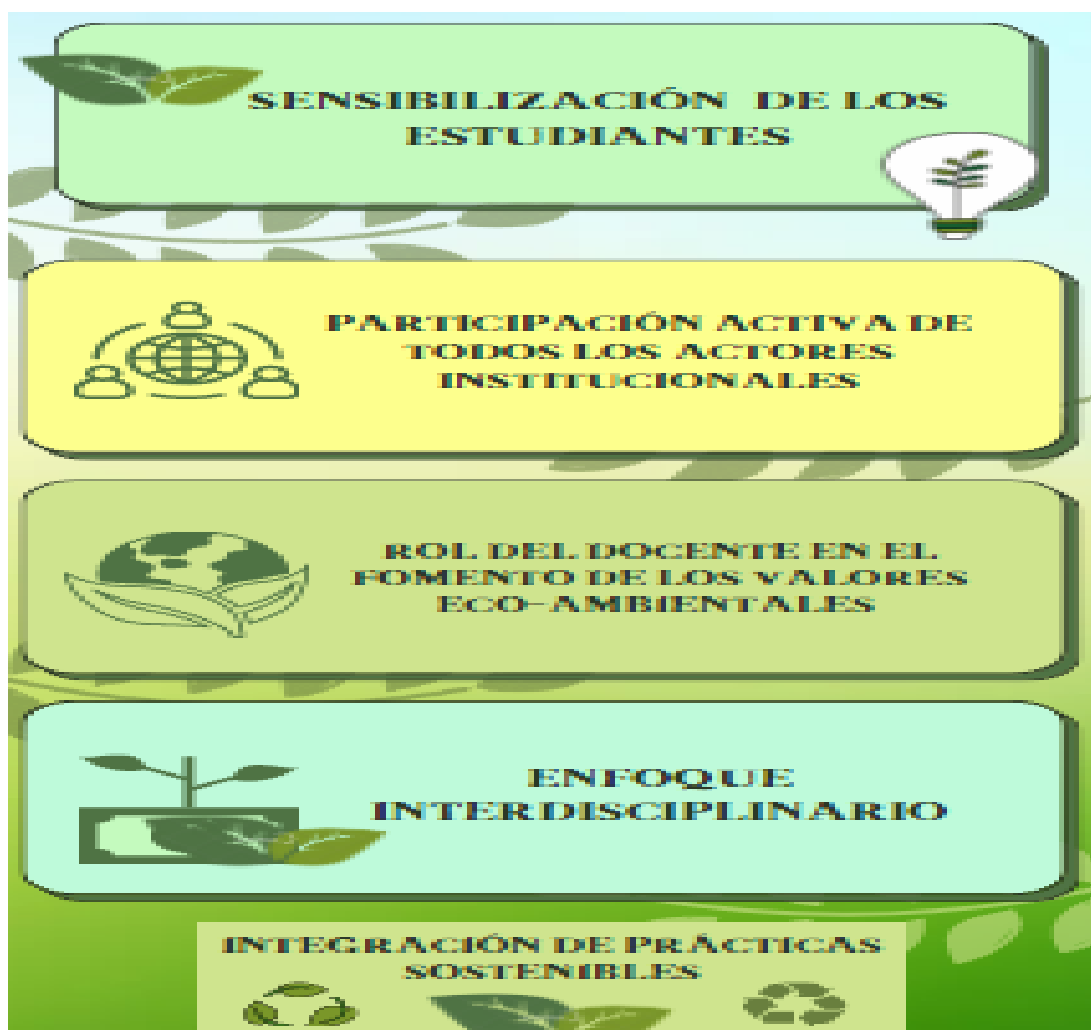 SENSIBILIZACIÓN DE LOS
ESTUDIANTES
PARTICIPACIÓN ACTIVA DE
TODOS LOS ACTORES
INSTITUCIONALES
ROL DEL DOCENTE EN EL
FOMENTO DE LOS VALORES
ECO-AMBIENTALES
ENFOQUE
INTERDISCIPLINARIO
INTEGRACIÓN DE PRÁCTICAS
SOSTENIBLES